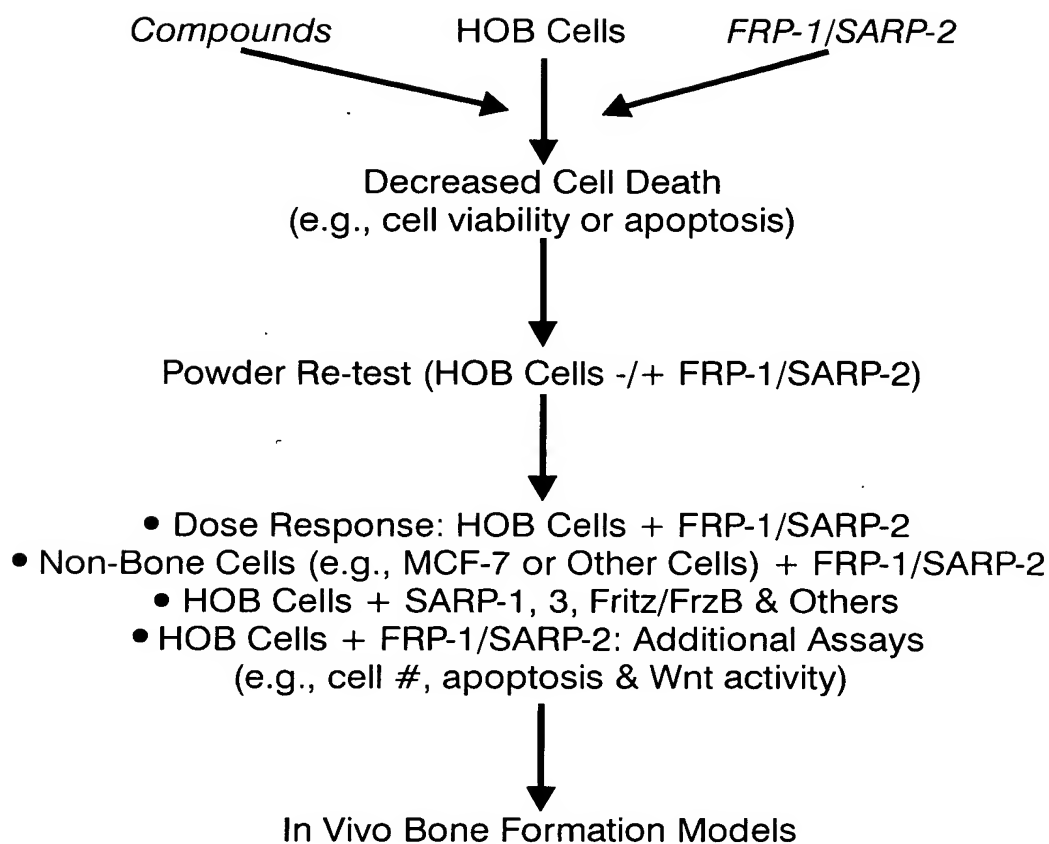 Compounds HOB Cells FRP-1/SARP-2
Decreased Cell Death
(e.g., cell viability or apoptosis)
Powder Re-test (HOB Cells -/+ FRP-1/SARP-2)
• Dose Response: HOB Cells + FRP-1/SARP-2
• Non-Bone Cells (e.g., MCF-7 or Other Cells) + FRP-1/SARP-2
• HOB Cells + SARP-1, 3, Fritz/FrzB & Others
• HOB Cells + FRP-1/SARP-2: Additional Assays
(e.g., cell #, apoptosis & Wnt activity)
In Vivo Bone Formation Models